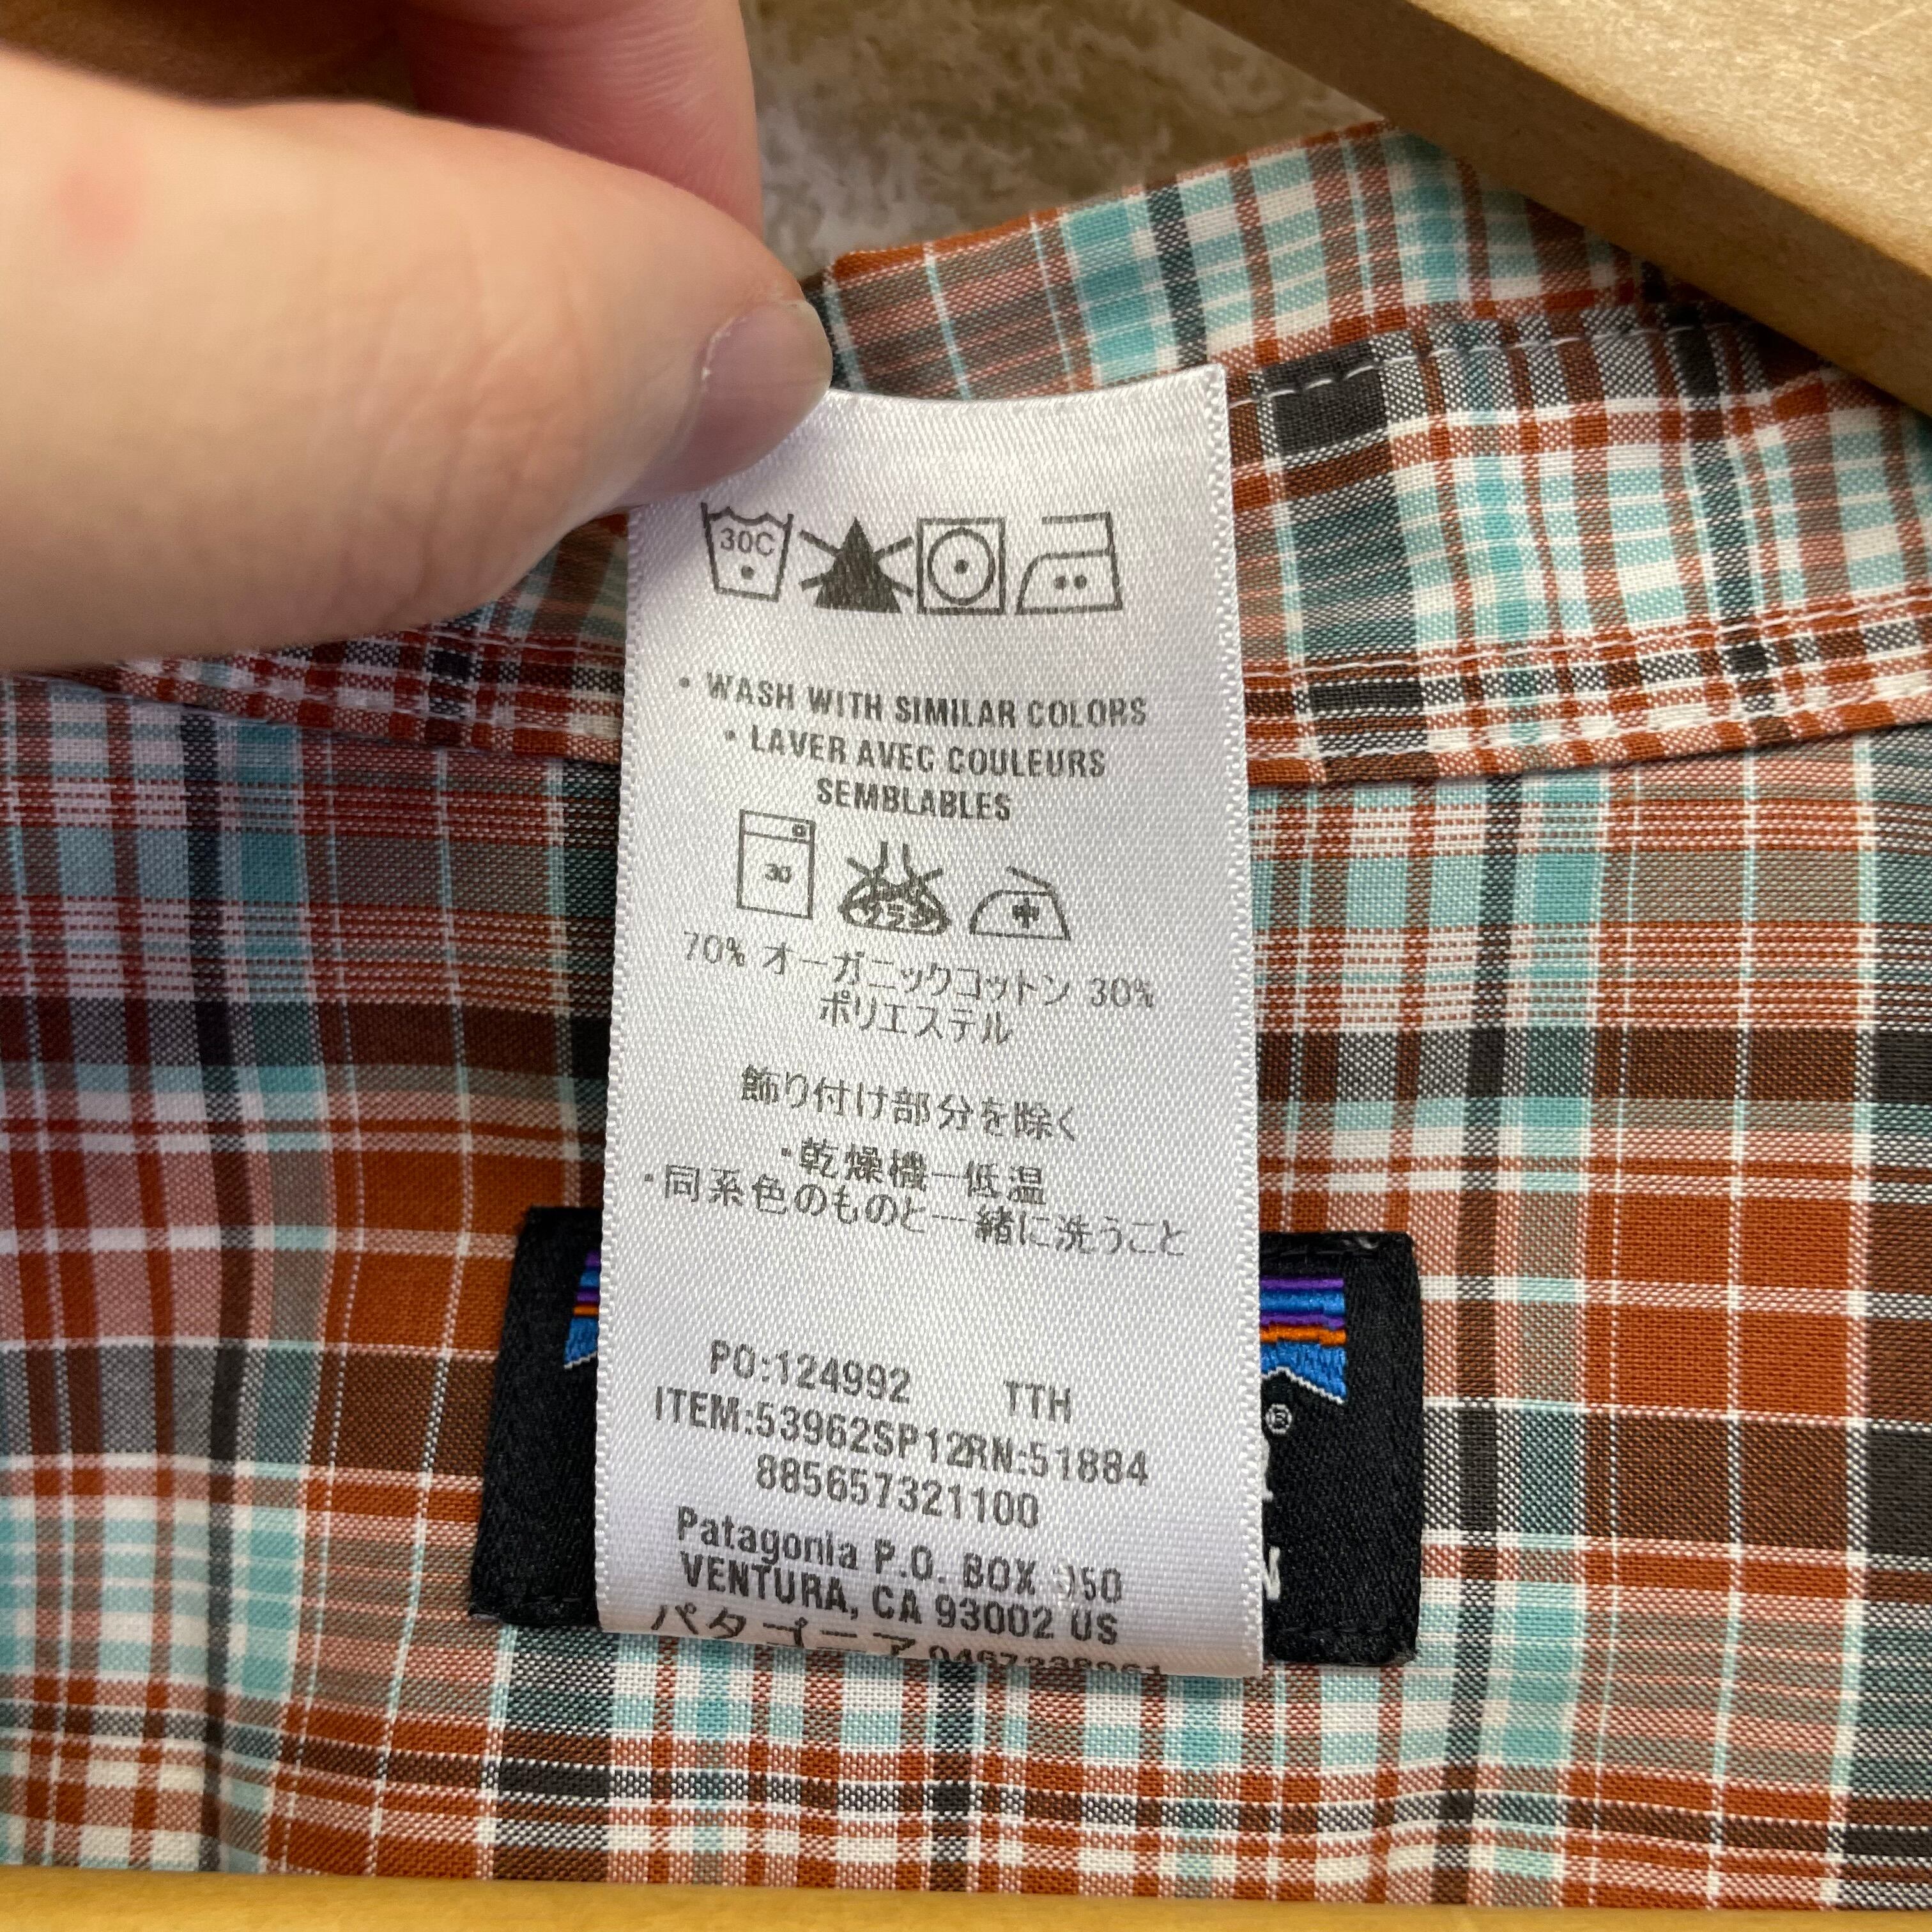 30C
• WASH WITH SIMILAR COLORS
• LAVER AVEC COULEURS
SEMBLABLES
30 中
70% オーガニックコットン 30%
ポリエステル
飾り付け部分を除く
・乾燥機ー低温
・同系色のものと一緒に洗うこと
PO:124992 TTH
ITEM:53962SP12RN:51884
885657321100
Patagonia P.O. BOX
VENTURA, CA 93002 US
パタゴニア
®